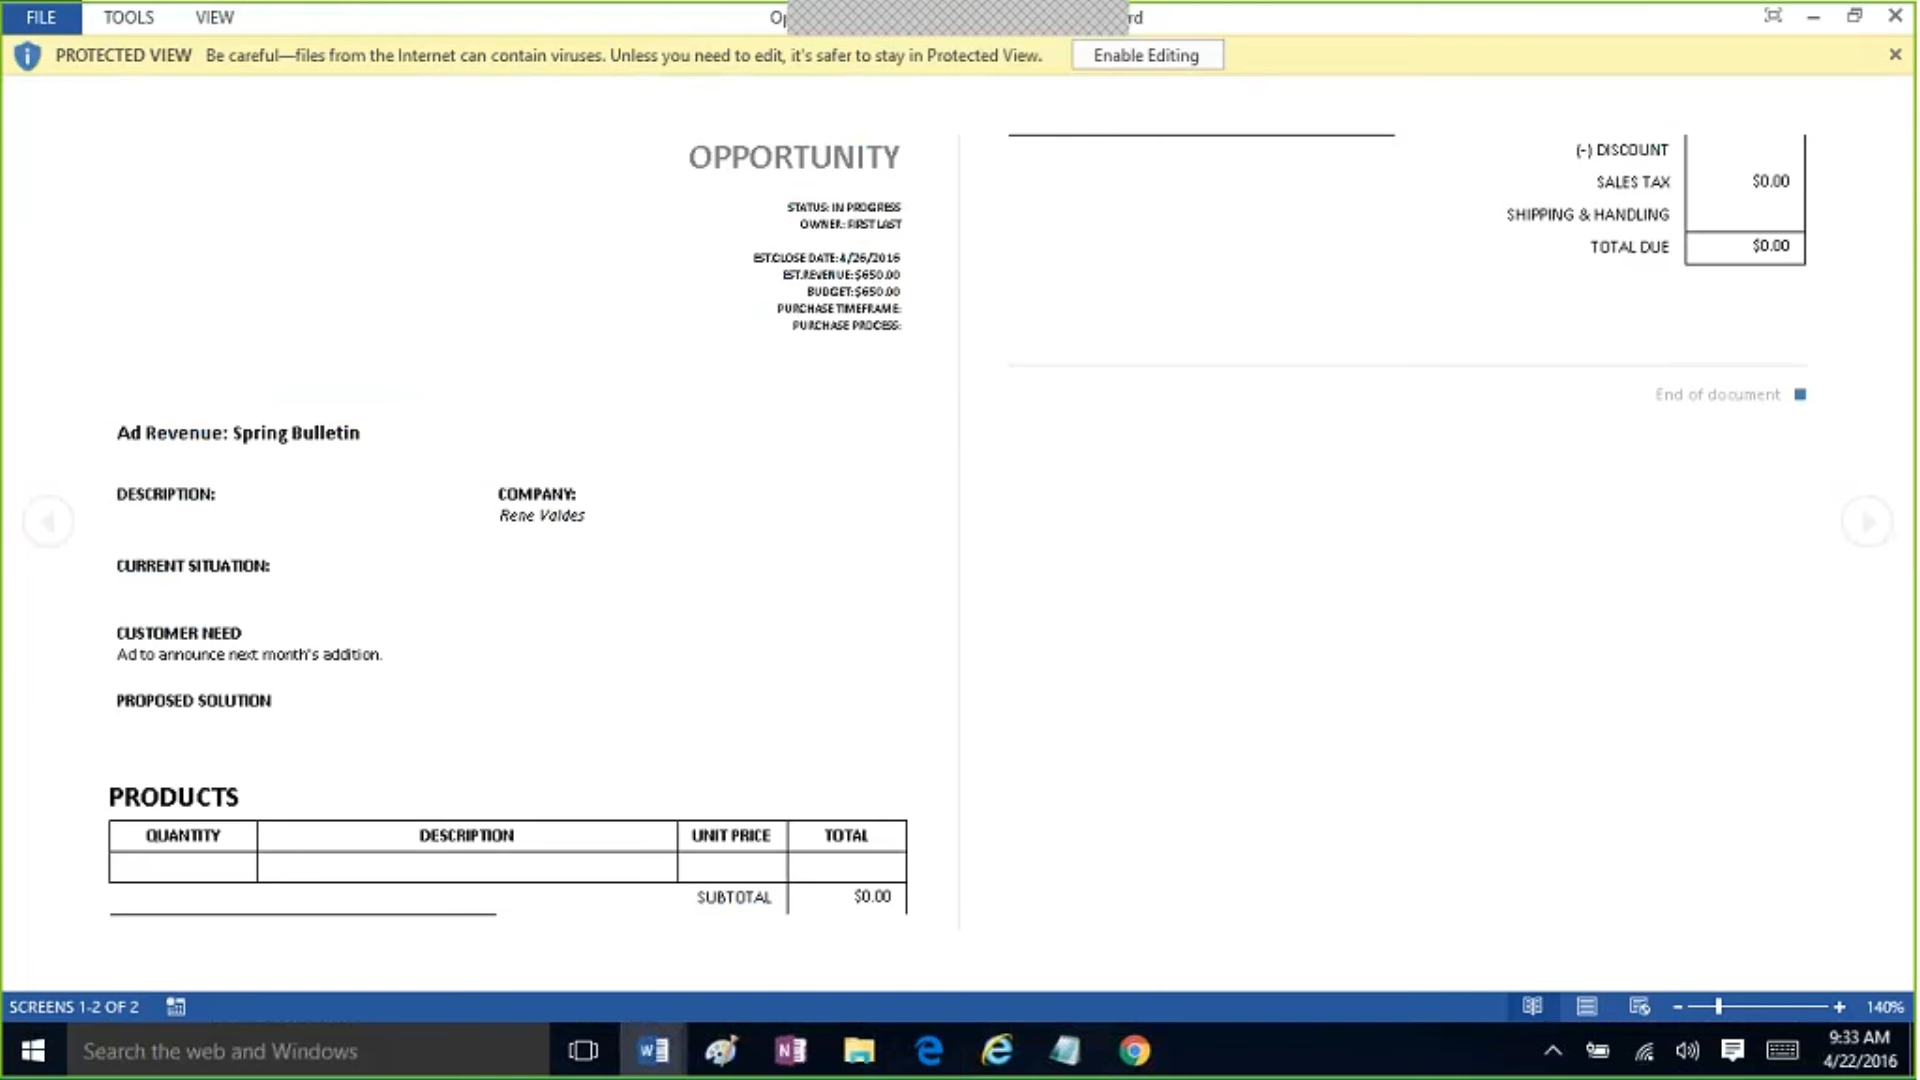 FILE TOOLS VIEW
PROTECTED VIEW Be careful—files from the Internet can contain viruses. Unless you need to edit, it's safer to stay in Protected View. Enable Editing
OPPORTUNITY
STATUS: IN PROGRESS
OWNER: FIRST LAST
EST.CLOSE DATE: 4/26/2016
EST.REVENUE: $650.00
BUDGET: $650.00
PURCHASE TIMEFRAME:
PURCHASE PROCESS:
Ad Revenue: Spring Bulletin
DESCRIPTION:
COMPANY:
Rene Valdes
CURRENT SITUATION:
CUSTOMER NEED
Ad to announce next month's addition.
PROPOSED SOLUTION
PRODUCTS
QUANTITY DESCRIPTION UNIT PRICE TOTAL
SUBTOTAL $0.00
(-) DISCOUNT
SALES TAX $0.00
SHIPPING & HANDLING
TOTAL DUE $0.00
End of document
SCREENS 1-2 OF 2
140%
Search the web and Windows
9:33 AM
4/22/2016